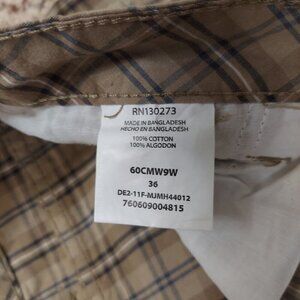 RN130273
MADE IN BANGLADESH
HECHO EN BANGLADESH
100% COTTON
100% ALGODON
60CMW9W
36
DE2-11F-MJMH44012
760609004815